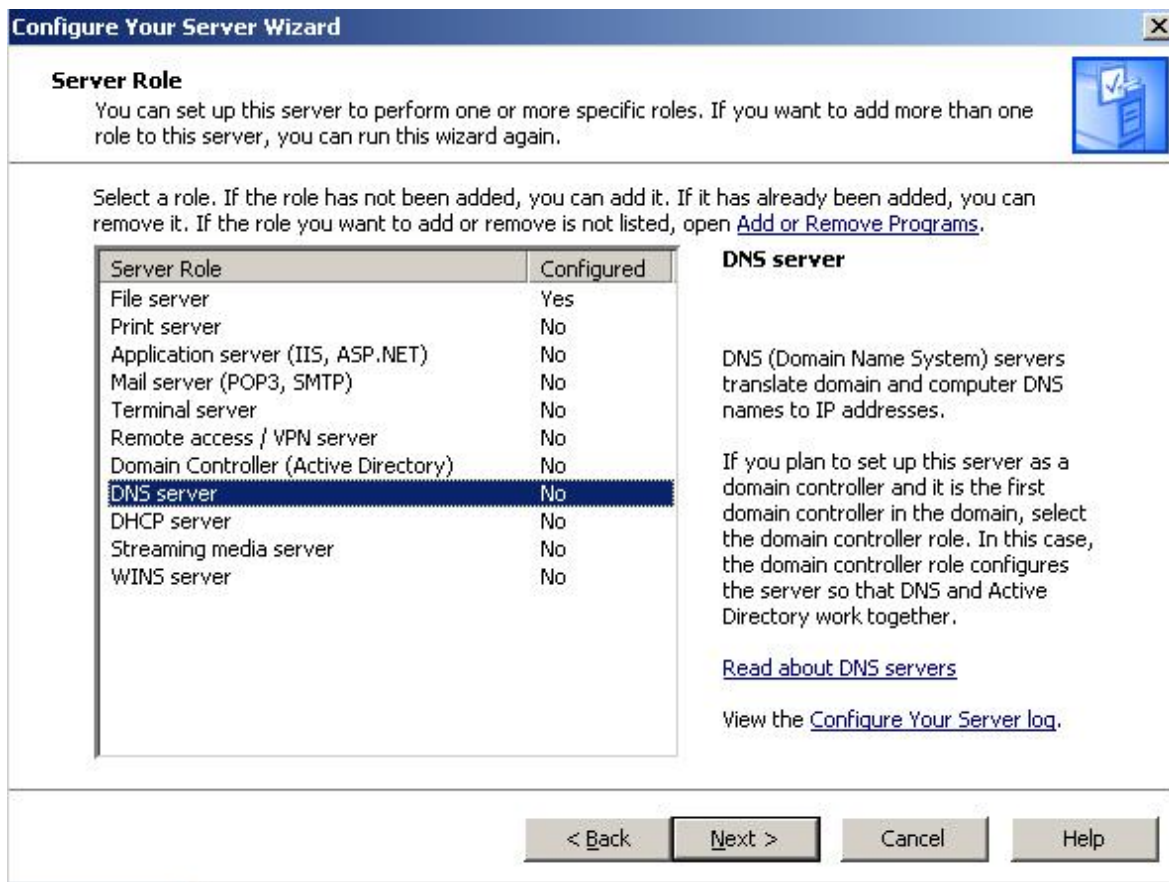 Configure Your Server Wizard
Server Role
You can set up this server to perform one or more specific roles. If you want to add more than one
role to this server, you can run this wizard again.
Select a role. If the role has not been added, you can add it. If it has already been added, you can
remove it. If the role you want to add or remove is not listed, open Add or Remove Programs.
Server Role Configured
File server Yes
Print server No
Application server (IIS, ASP.NET) No
Mail server (POP3, SMTP) No
Terminal server No
Remote access / VPN server No
Domain Controller (Active Directory) No
DNS server No
DHCP server No
Streaming media server No
WINS server No
DNS server
DNS (Domain Name System) servers
translate domain and computer DNS
names to IP addresses.
If you plan to set up this server as a
domain controller and it is the first
domain controller in the domain, select
the domain controller role. In this case,
the domain controller role configures
the server so that DNS and Active
Directory work together.
Read about DNS servers
View the Configure Your Server log.
< Back Next > Cancel Help